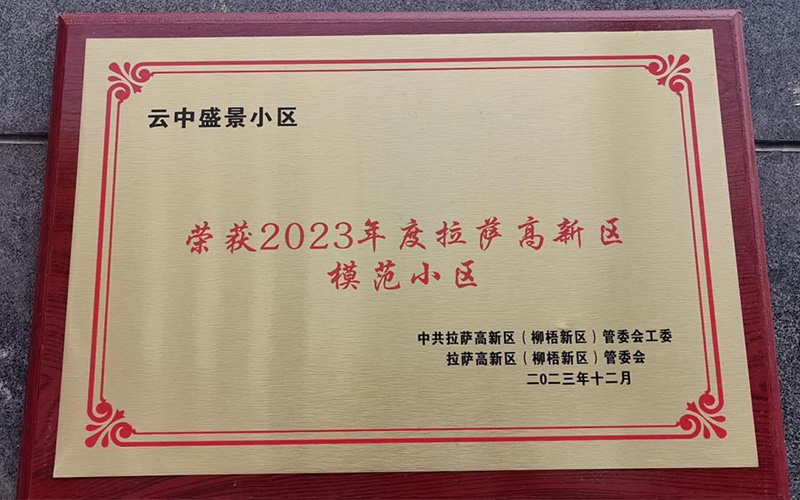 云中盛景小区
荣获2023年度拉萨高新区
模范小区
中共拉萨高新区（柳梧新区）管委会工委
拉萨高新区（柳梧新区）管委会
二〇二三年十二月